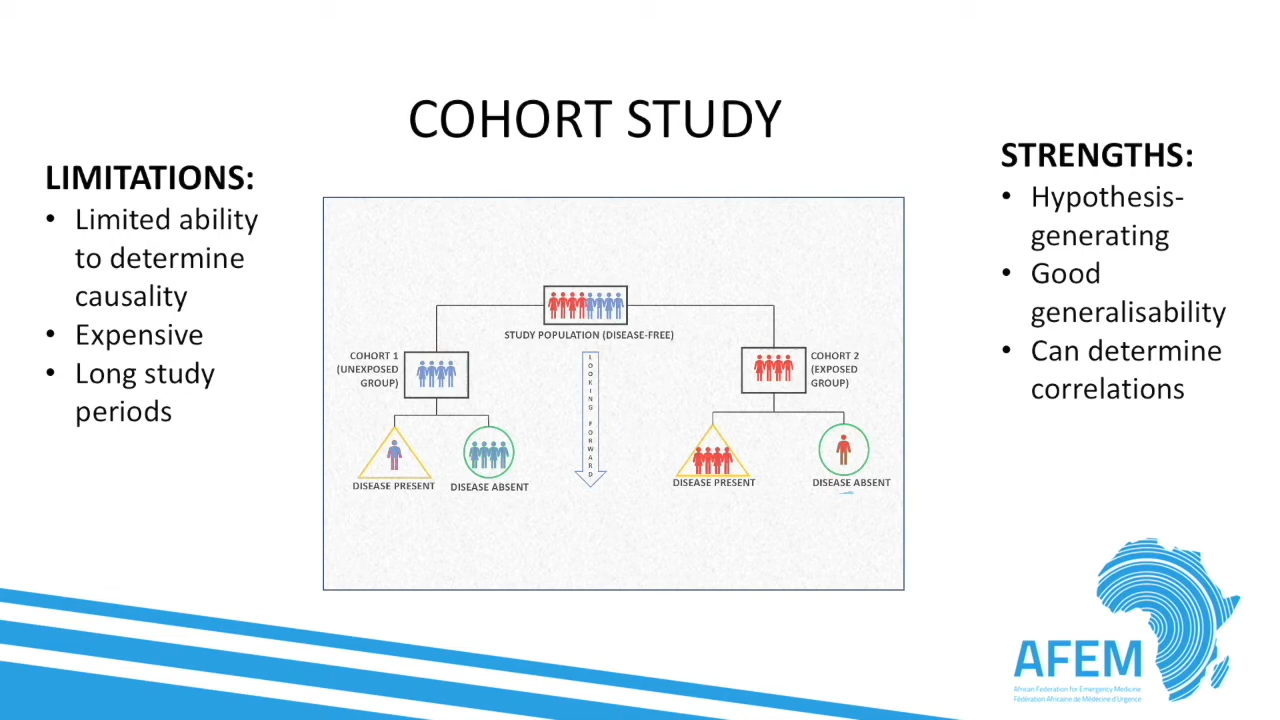 COHORT STUDY
LIMITATIONS:
• Limited ability
to determine
causality
• Expensive
• Long study
periods
STUDY POPULATION (DISEASE-FREE)
COHORT 1
(UNEXPOSED
GROUP)
COHORT 2
(EXPOSED
GROUP)
LOOKING FORWARD
DISEASE PRESENT
DISEASE ABSENT
DISEASE PRESENT
DISEASE ABSENT
STRENGTHS:
• Hypothesis-
generating
• Good
generalisability
• Can determine
correlations
AFEM
African Federation for Emergency Medicine
Fédération Africaine de Médecine d'Urgence